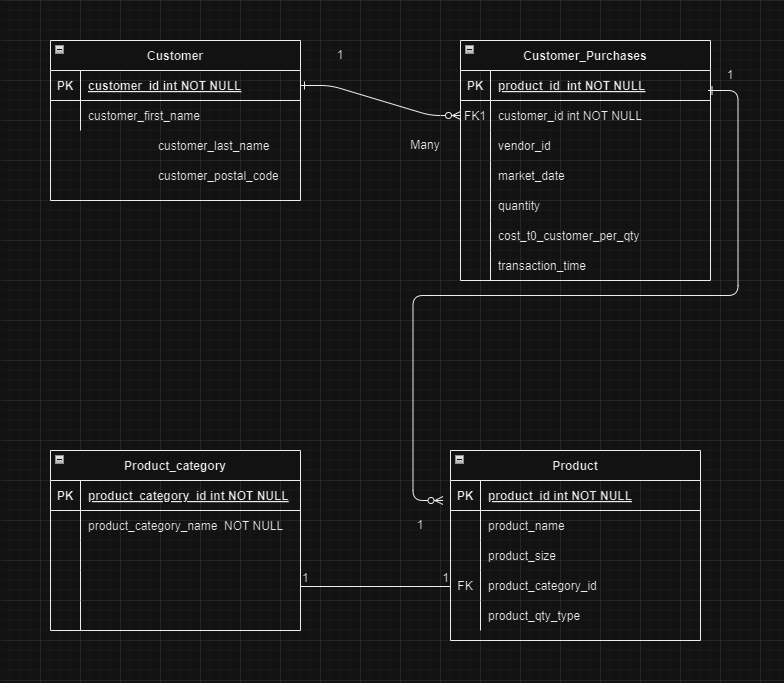 Customer
PK customer_id int NOT NULL
customer_first_name
customer_last_name
customer_postal_code
1
Many
Customer_Purchases
PK product_id int NOT NULL
FK1 customer_id int NOT NULL
vendor_id
market_date
quantity
cost_t0_customer_per_qty
transaction_time
1
Product_category
PK product_category_id int NOT NULL
product_category_name NOT NULL
1
1
1
Product
PK product_id int NOT NULL
product_name
product_size
FK product_category_id
product_qty_type